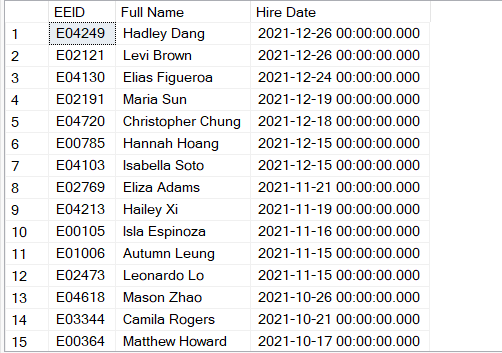 EEID Full Name Hire Date
1 E04249 Hadley Dang 2021-12-26 00:00:00.000
2 E02121 Levi Brown 2021-12-26 00:00:00.000
3 E04130 Elias Figueroa 2021-12-24 00:00:00.000
4 E02191 Maria Sun 2021-12-19 00:00:00.000
5 E04720 Christopher Chung 2021-12-18 00:00:00.000
6 E00785 Hannah Hoang 2021-12-15 00:00:00.000
7 E04103 Isabella Soto 2021-12-15 00:00:00.000
8 E02769 Eliza Adams 2021-11-21 00:00:00.000
9 E04213 Hailey Xi 2021-11-19 00:00:00.000
10 E00105 Isla Espinoza 2021-11-16 00:00:00.000
11 E01006 Autumn Leung 2021-11-15 00:00:00.000
12 E02473 Leonardo Lo 2021-11-15 00:00:00.000
13 E04618 Mason Zhao 2021-10-26 00:00:00.000
14 E03344 Camila Rogers 2021-10-21 00:00:00.000
15 E00364 Matthew Howard 2021-10-17 00:00:00.000